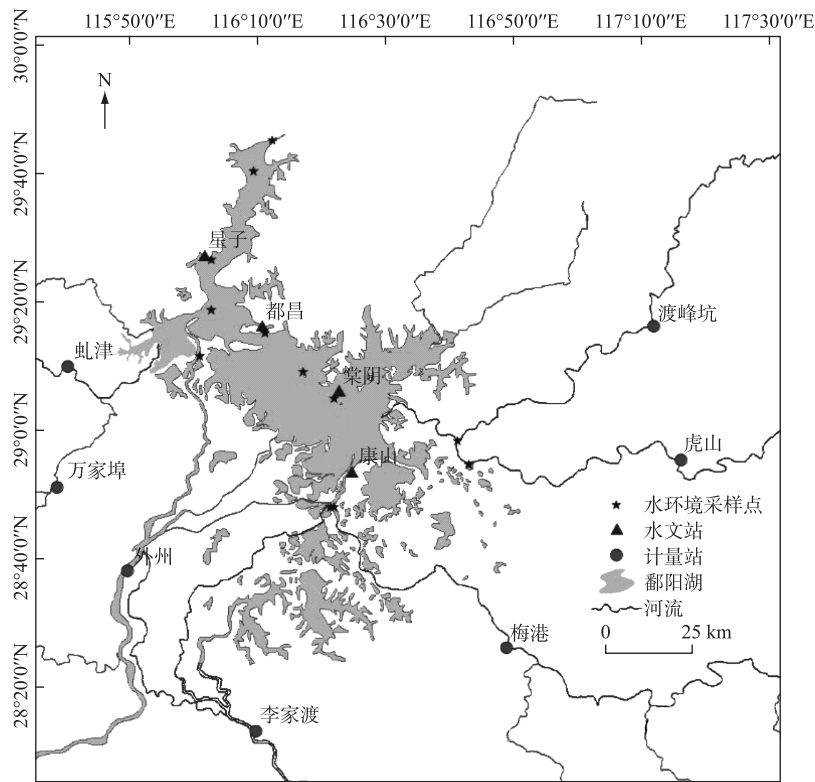 115°50′0″E
116°10′0″E
116°30′0″E
116°50′0″E
117°10′0″E
117°30′0″E
30°0′0″N
29°40′0″N
29°20′0″N
29°0′0″N
28°40′0″N
28°20′0″N
N
星子
都昌
渡峰坑
虬津
棠阴
万家埠
康山
虎山
外州
梅港
李家渡
水环境采样点
水文站
计量站
鄱阳湖
河流
0 25 km